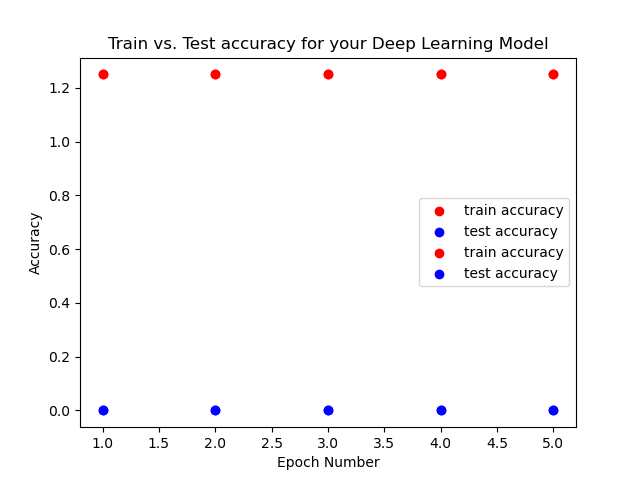 Train vs. Test accuracy for your Deep Learning Model
Accuracy
1.2
1.0
0.8
0.6
0.4
0.2
0.0
train accuracy
test accuracy
train accuracy
test accuracy
1.0 1.5 2.0 2.5 3.0 3.5 4.0 4.5 5.0
Epoch Number